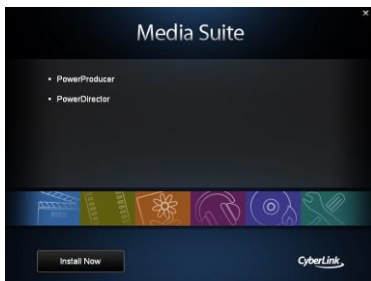 Media Suite
• PowerProducer
• PowerDirector
Install Now
CyberLink